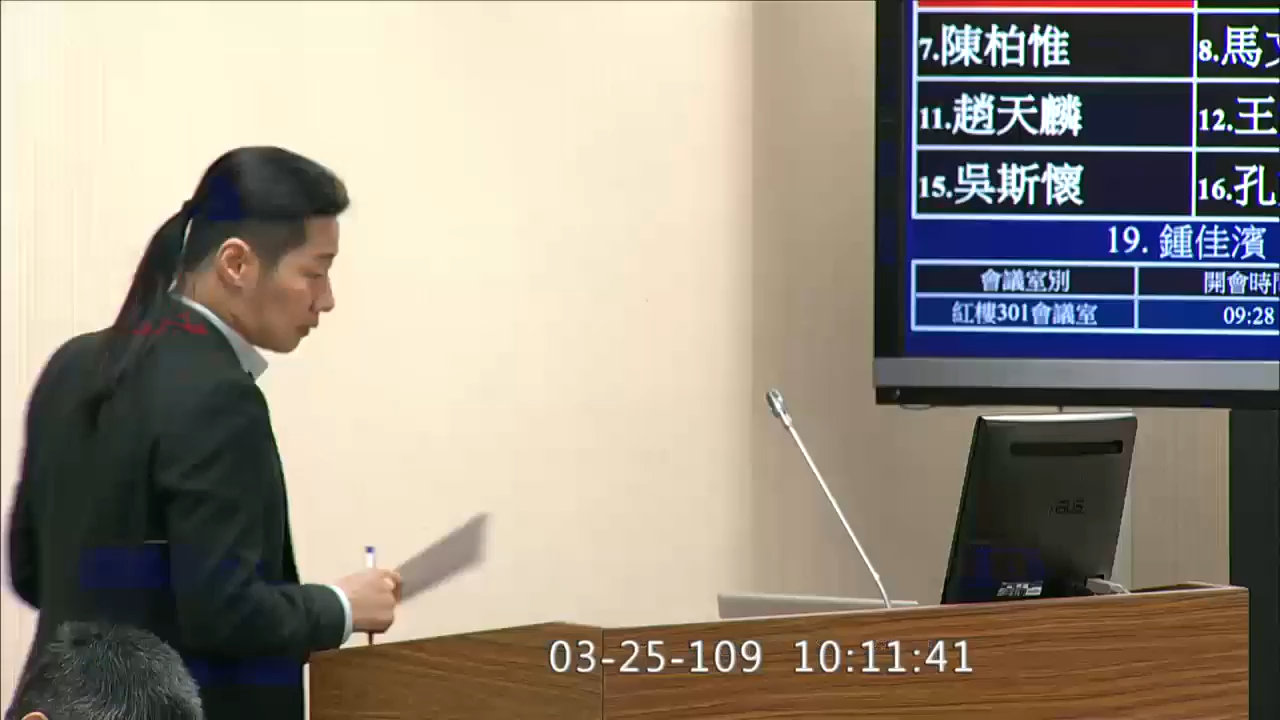 7.陳柏惟 8.馬文
11.趙天麟 12.王
15.吳斯懷 16.孔
19. 鍾佳濱
會議室別 開會時間
紅樓301會議室 09:28
ASUS
03-25-109 10:11:41